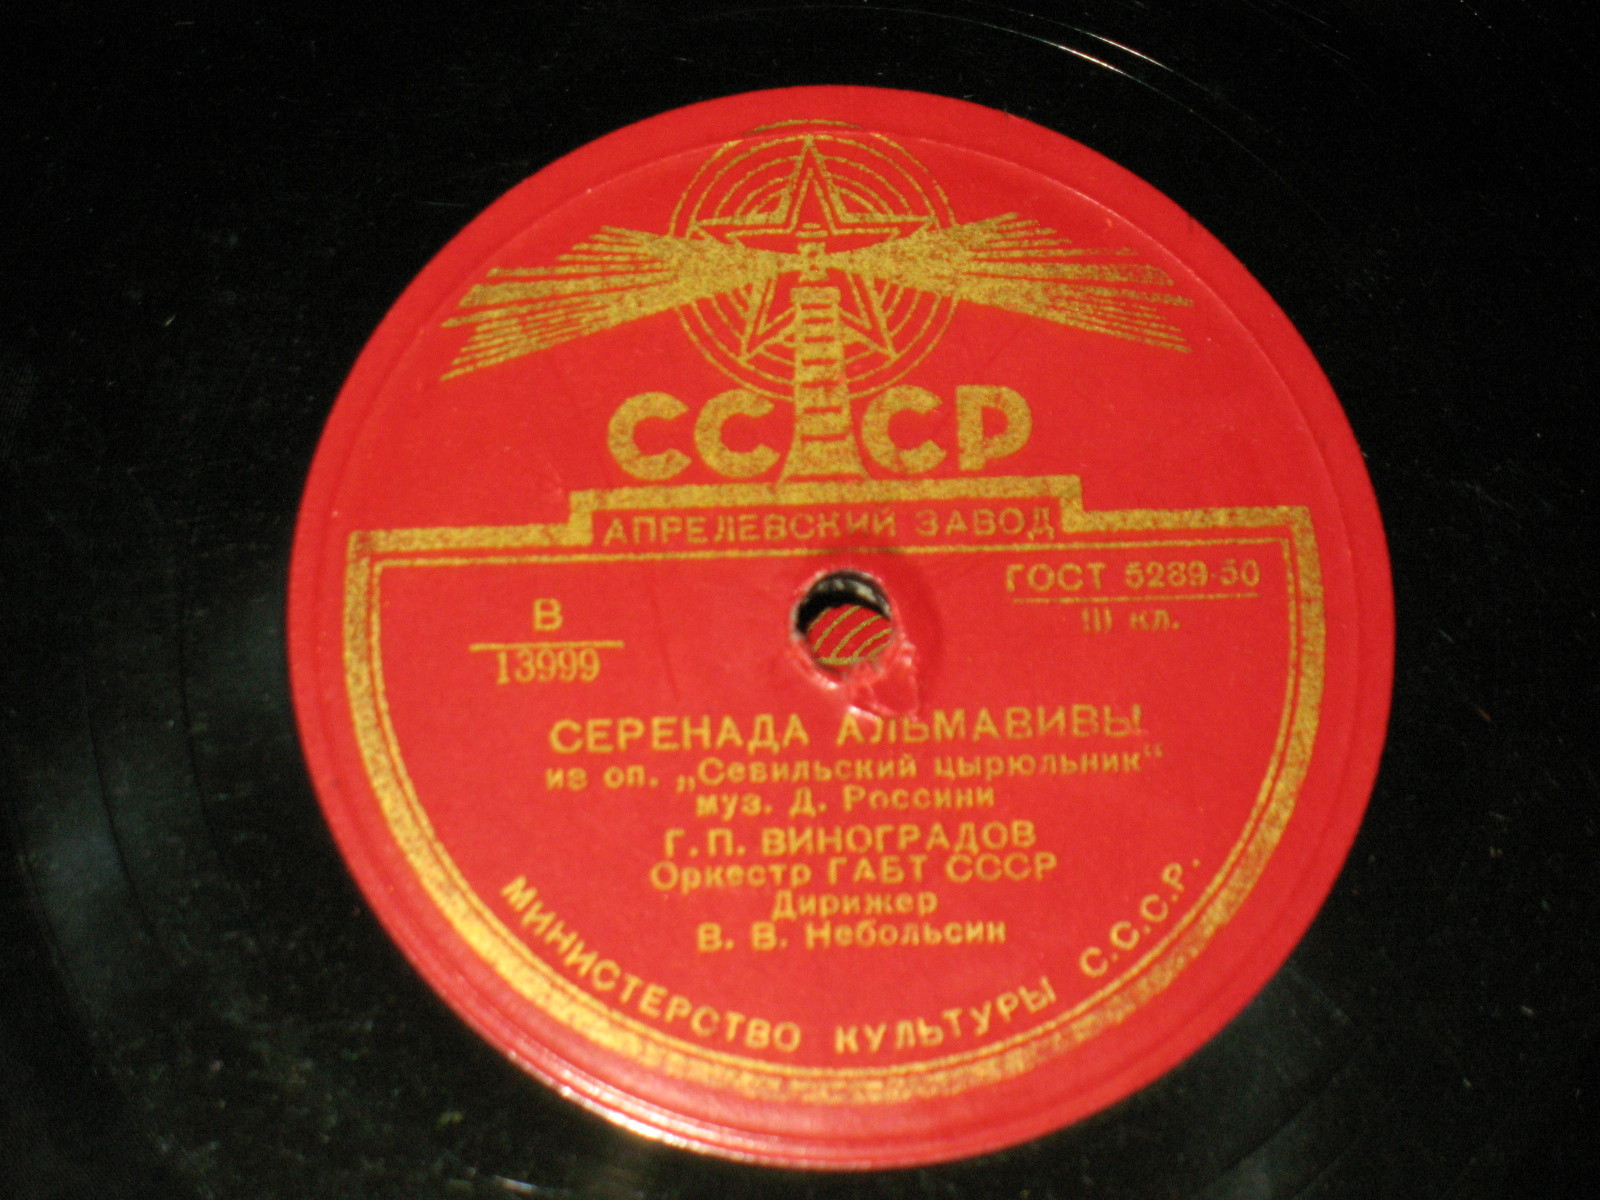 СССР
АПРЕЛЕВСКИЙ ЗАВОД
ГОСТ 5289-50
III кл.
В
13999
СЕРЕНАДА АЛЬМАВИВЫ
из оп. „Севильский цырюльник“
муз. Д. Россини
Г. П. ВИНОГРАДОВ
Оркестр ГАБТ СССР
Дирижер
В. В. Небольсин
МИНИСТЕРСТВО КУЛЬТУРЫ С.С.С.Р.